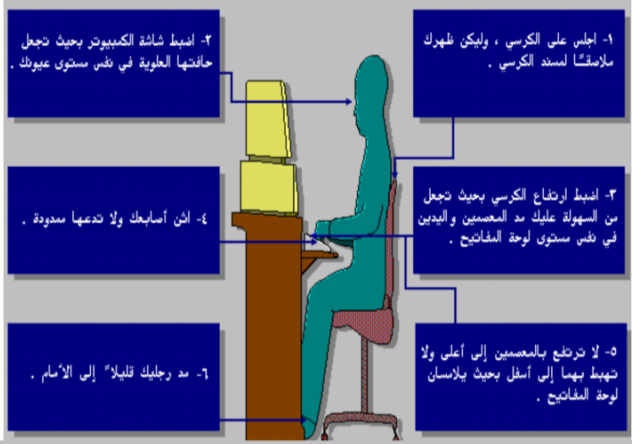 ١- اجلس على الكرسي ، وليكن ظهرك
ملاصقـًـا لمسند الكرسي .
٢- اضبط شاشة الكمبيوتر بحيث تجعل
حافتها العلوية في نفس مستوى عيونك .
٣- اضبط ارتفاع الكرسي بحيث تجعل
من السهولة عليك مد المعصمين واليدين
في نفس مستوى لوحة المفاتيح .
٤- اثن أصابعك ولا تدعها ممدودة .
٥- لا ترتفع بالمعصمين إلى أعلى ولا
تهبط بهما إلى أسفل بحيث يلامسان
لوحة المفاتيح .
٦- مد رجليك قليلاً إلى الأمام .